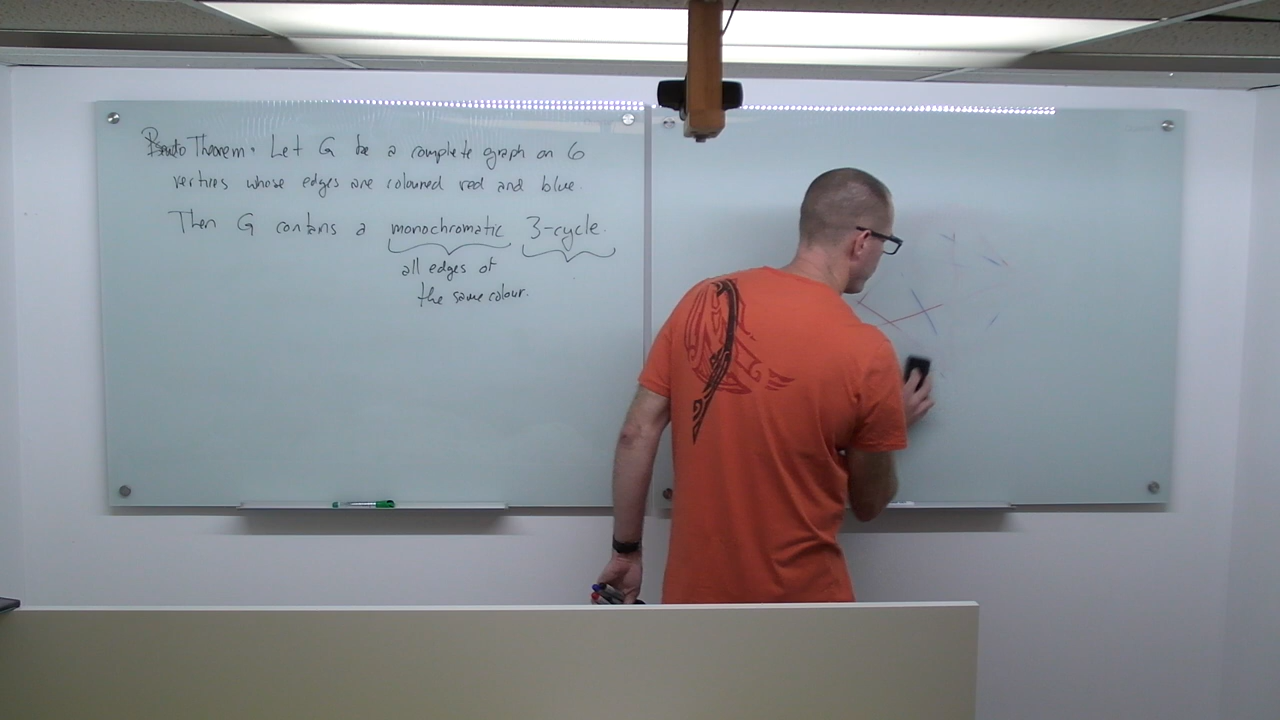 Theorem. Let G be a complete graph on 6
vertices whose edges are coloured red and blue.
Then G contains a monochromatic 3-cycle.
all edges of
the same colour.